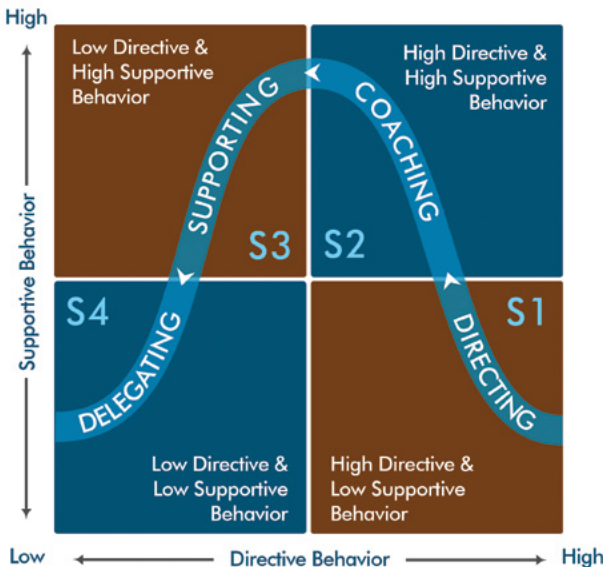 High
Low Directive &
High Supportive
Behavior
High Directive &
High Supportive
Behavior
SUPPORTING
COACHING
S3
S2
Supportive Behavior
S4
S1
DELEGATING
DIRECTING
Low Directive &
Low Supportive
Behavior
High Directive &
Low Supportive
Behavior
Low
Directive Behavior
High